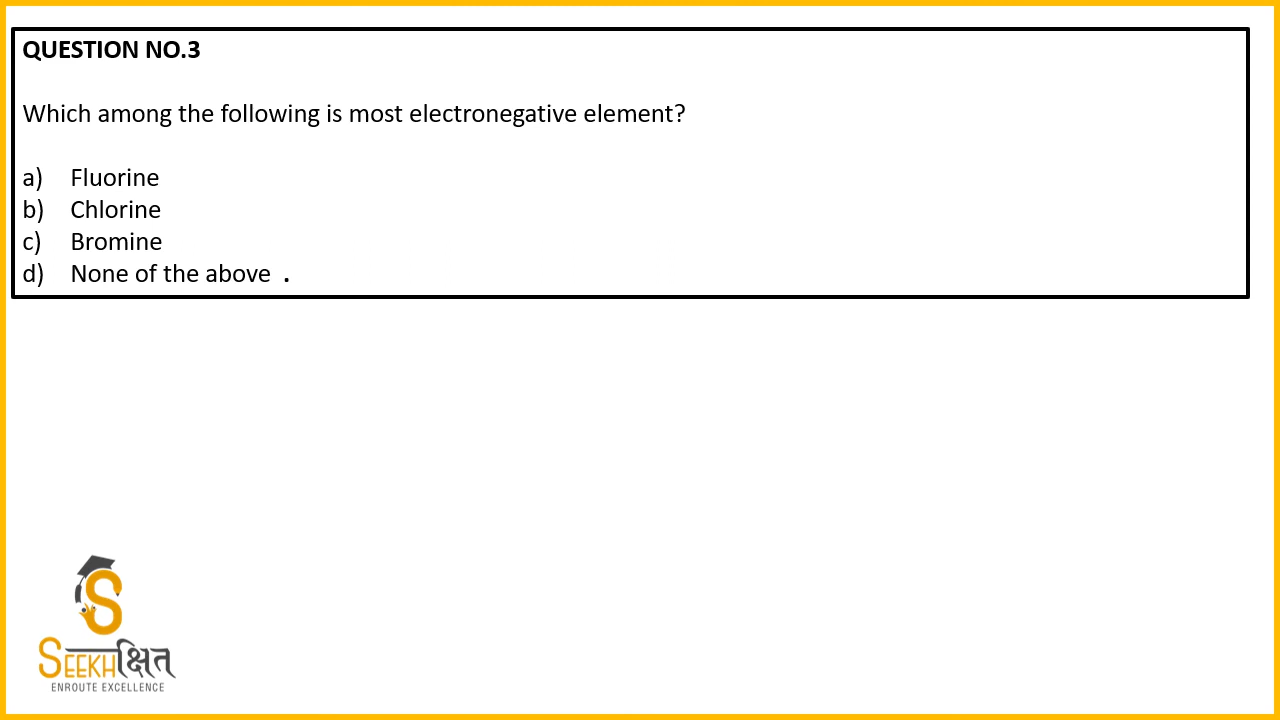 QUESTION NO.3
Which among the following is most electronegative element?
a) Fluorine
b) Chlorine
c) Bromine
d) None of the above .
SEEKHक्षित
ENROUTE EXCELLENCE